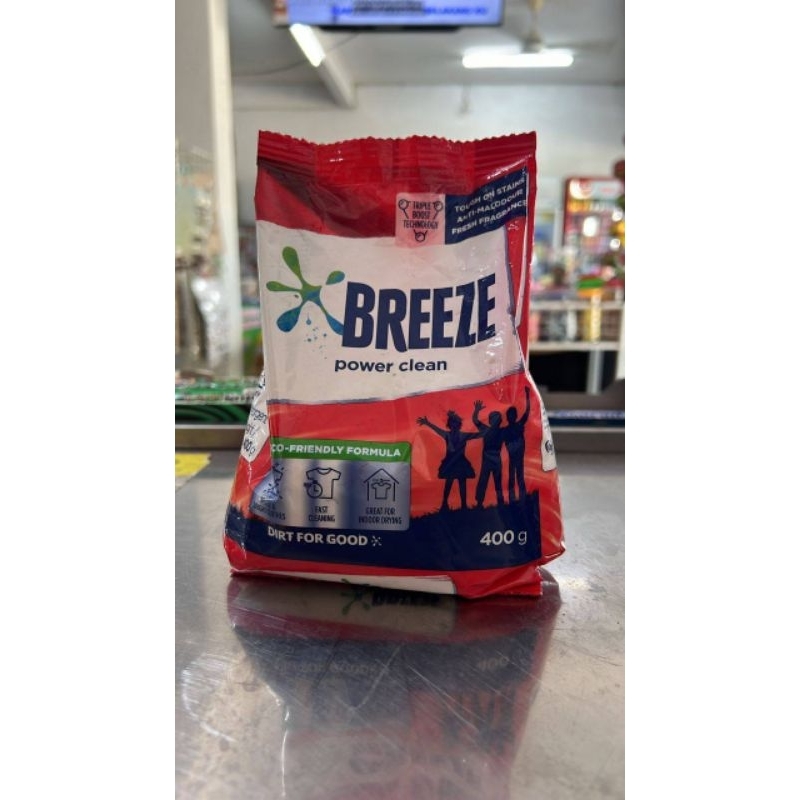 TRIPLE
BOOST
TECHNOLOGY
TOUGH ON STAINS
ANTI-MALODOUR
FRESH FRAGRANCE
BREEZE
power clean
CO-FRIENDLY FORMULA
FAST
CLEANING
GREAT FOR
INDOOR DRYING
DIRT FOR GOOD
400 g